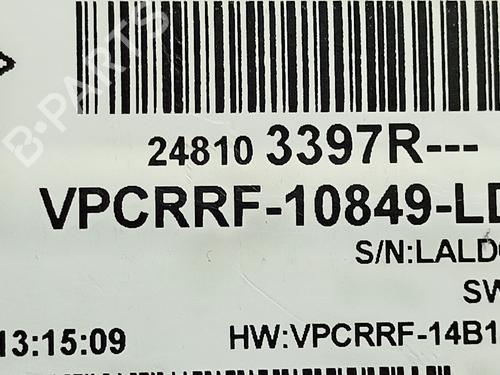 B-PARTS
24810 3397R---
VPCRRF-10849-LD
S/N:LALD
SW
13:15:09
HW:VPCRRF-14B1